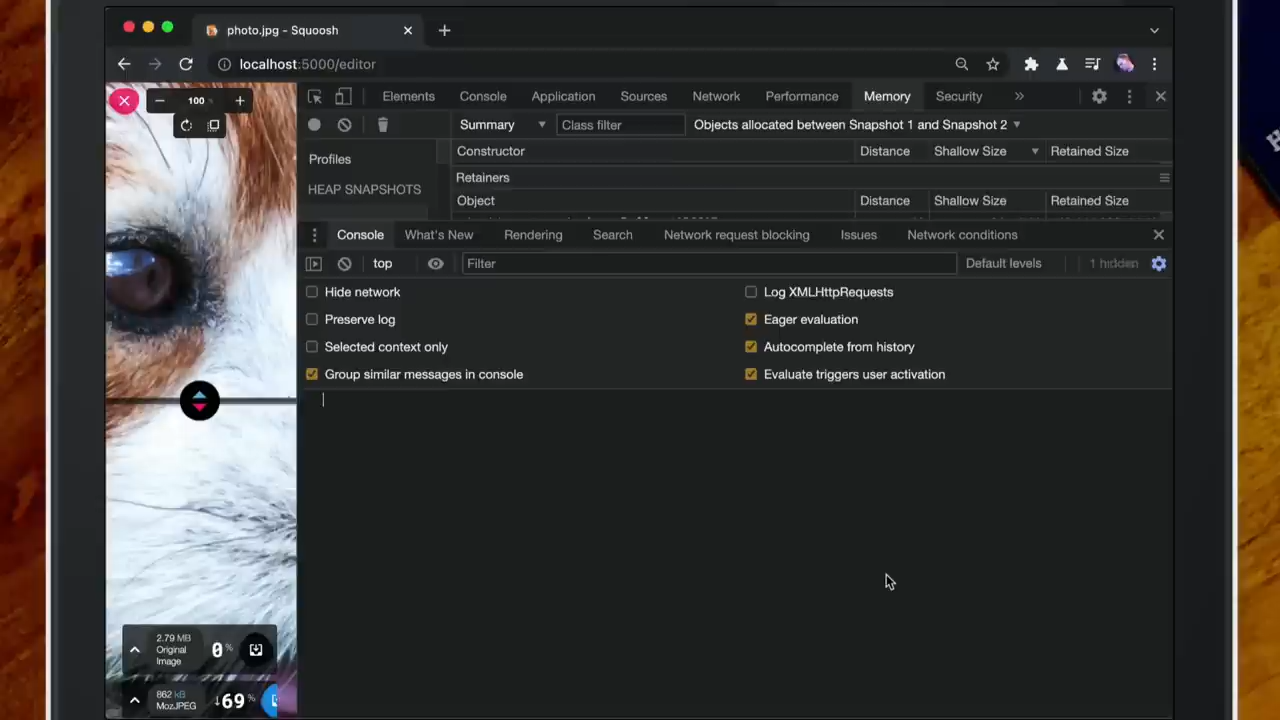 photo.jpg - Squoosh
localhost:5000/editor
100
Elements Console Application Sources Network Performance Memory Security
Summary Class filter Objects allocated between Snapshot 1 and Snapshot 2
Profiles
HEAP SNAPSHOTS
Constructor Distance Shallow Size Retained Size
Retainers
Object Distance Shallow Size Retained Size
Console What's New Rendering Search Network request blocking Issues Network conditions
top Filter Default levels 1 hidden
Hide network Log XMLHttpRequests
Preserve log Eager evaluation
Selected context only Autocomplete from history
Group similar messages in console Evaluate triggers user activation
2.79 MB
Original
Image
0 %
862 kB
MozJPEG
↓69 %